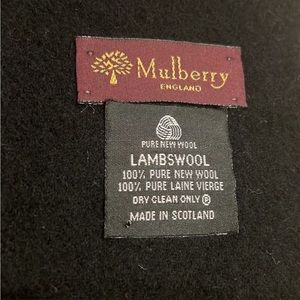 Mulberry
ENGLAND
PURE NEW WOOL
LAMBSWOOL
100% PURE NEW WOOL
100% PURE LAINE VIERGE
DRY CLEAN ONLY Ⓟ
MADE IN SCOTLAND